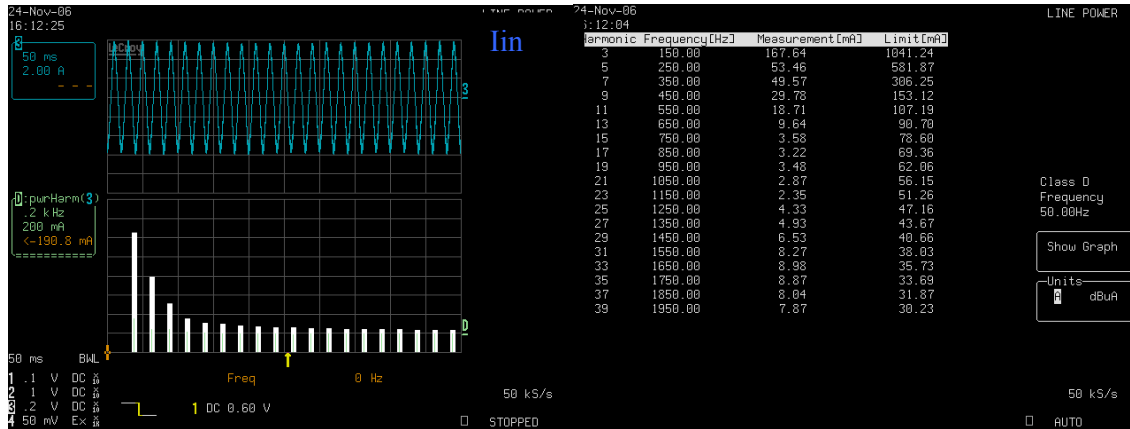 24-Nov-06
16:12:25
3
50 ms
2.00 A
- - -
LeCroy
Iin
3
D:pwrHarm(3)
.2 kHz
200 mA
<-190.8 mA
D
50 ms BWL
1 .1 V DC
2 1 V DC
3 .2 V DC
4 50 mV Ex
Freq 0 Hz
1 DC 0.60 V
50 kS/s
STOPPED
24-Nov-06
5:12:04
LINE POWER
Harmonic Frequency[Hz] Measurement[mA] Limit[mA]
3 150.00 167.64 1041.24
5 250.00 53.46 581.87
7 350.00 49.57 306.25
9 450.00 29.78 153.12
11 550.00 18.71 107.19
13 650.00 9.64 90.70
15 750.00 3.58 78.60
17 850.00 3.22 69.36
19 950.00 3.48 62.06
21 1050.00 2.87 56.15
23 1150.00 2.35 51.26
25 1250.00 4.33 47.16
27 1350.00 4.93 43.67
29 1450.00 6.53 40.66
31 1550.00 8.27 38.03
33 1650.00 8.98 35.73
35 1750.00 8.87 33.69
37 1850.00 8.04 31.87
39 1950.00 7.87 30.23
Class D
Frequency
50.00Hz
Show Graph
Units
A dBuA
50 kS/s
AUTO